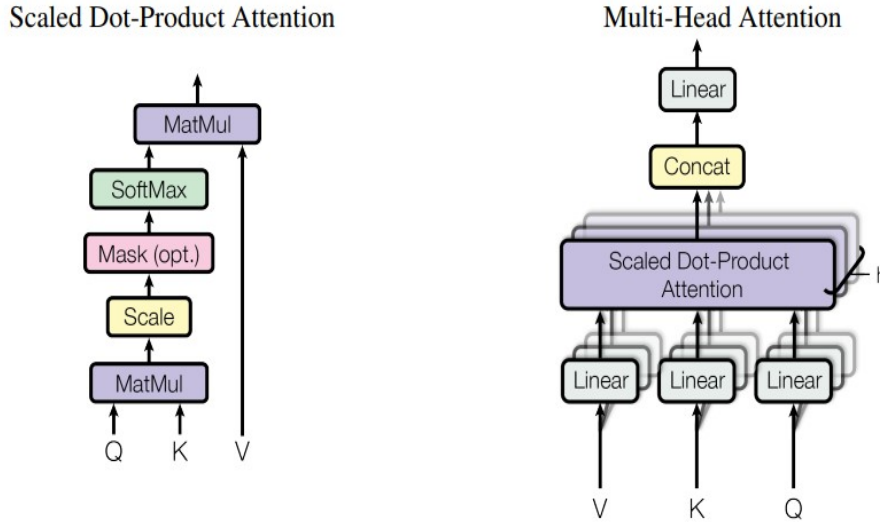 Scaled Dot-Product Attention
MatMul
SoftMax
Mask (opt.)
Scale
MatMul
Q K V
Multi-Head Attention
Linear
Concat
Scaled Dot-Product
Attention
Linear Linear Linear
V K Q